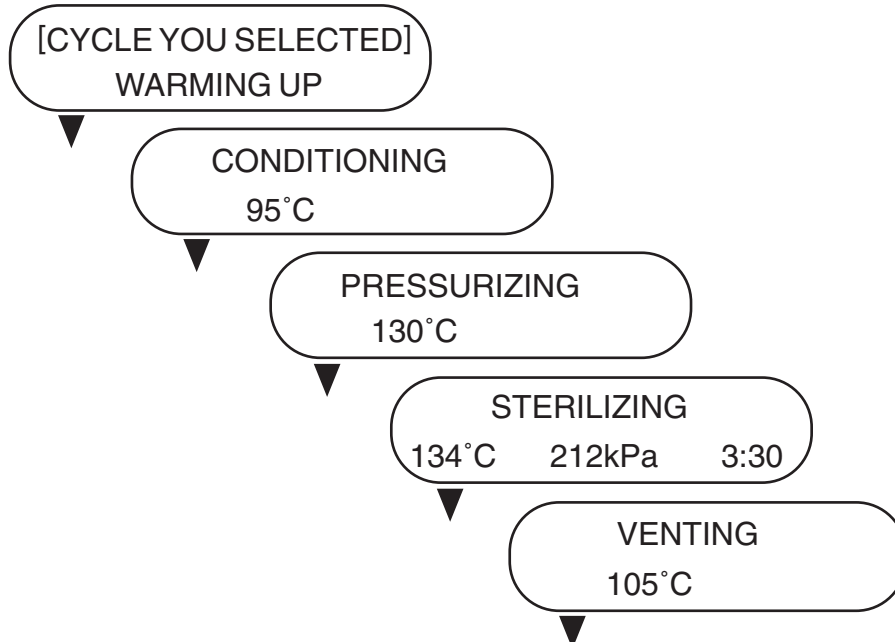 [CYCLE YOU SELECTED]
WARMING UP
CONDITIONING
95˚C
PRESSURIZING
130˚C
STERILIZING
134˚C 212kPa 3:30
VENTING
105˚C